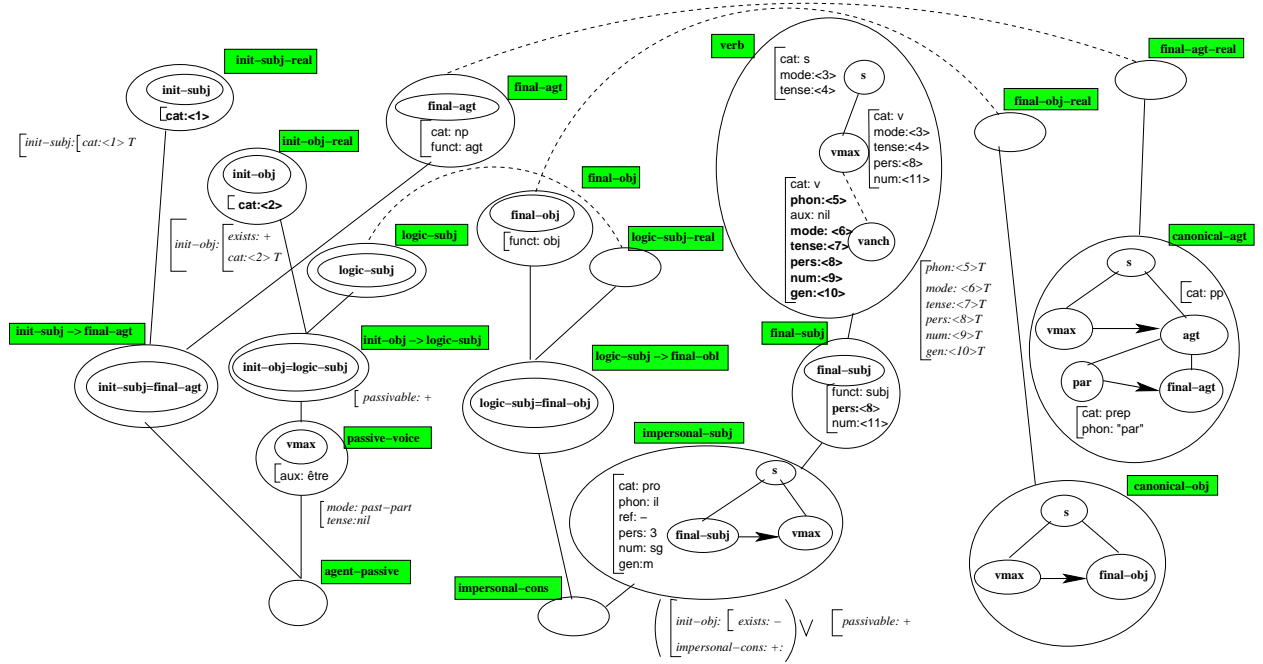 init-subj-real
init-subj
cat:<1>
init-subj: cat:<1> T
init-obj-real
init-obj
cat:<2>
init-obj: exists: +
cat:<2> T
final-agt
final-agt
cat: np
funct: agt
logic-subj
logic-subj
final-obj
final-obj
funct: obj
logic-subj-real
init-subj -> final-agt
init-subj=final-agt
init-obj -> logic-subj
init-obj=logic-subj
passivable: +
passive-voice
vmax
aux: être
mode: past-part
tense:nil
agent-passive
logic-subj -> final-obl
logic-subj=final-obj
impersonal-cons
verb
cat: s
mode:<3>
tense:<4>
s
cat: v
mode:<3>
tense:<4>
pers:<8>
num:<11>
vmax
cat: v
phon:<5>
aux: nil
mode: <6>
tense:<7>
pers:<8>
num:<9>
gen:<10>
vanch
phon:<5>T
mode: <6>T
tense:<7>T
pers:<8>T
num:<9>T
gen:<10>T
final-subj
final-subj
funct: subj
pers:<8>
num:<11>
impersonal-subj
s
cat: pro
phon: il
ref: –
pers: 3
num: sg
gen:m
final-subj
vmax
( init-obj: exists: –
impersonal-cons: +: ) ∨ passivable: +
final-obj-real
final-agt-real
canonical-agt
s
cat: pp
vmax
agt
par
final-agt
cat: prep
phon: "par"
canonical-obj
s
vmax
final-obj